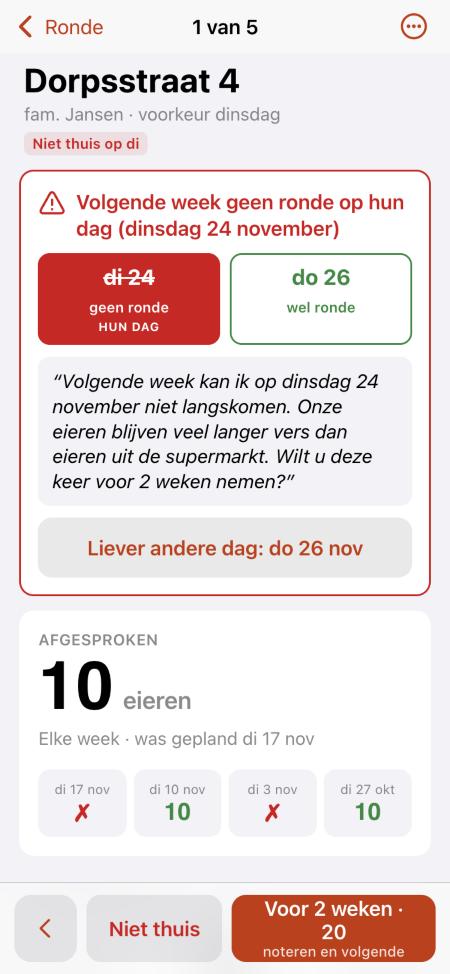 Ronde
1 van 5
Dorpsstraat 4
fam. Jansen · voorkeur dinsdag
Niet thuis op di
Volgende week geen ronde op hun
dag (dinsdag 24 november)
di 24
geen ronde
HUN DAG
do 26
wel ronde
“Volgende week kan ik op dinsdag 24
november niet langskomen. Onze
eieren blijven veel langer vers dan
eieren uit de supermarkt. Wilt u deze
keer voor 2 weken nemen?”
Liever andere dag: do 26 nov
AFGESPROKEN
10 eieren
Elke week · was gepland di 17 nov
di 17 nov
✗
di 10 nov
10
di 3 nov
✗
di 27 okt
10
Niet thuis
Voor 2 weken ·
20
noteren en volgende